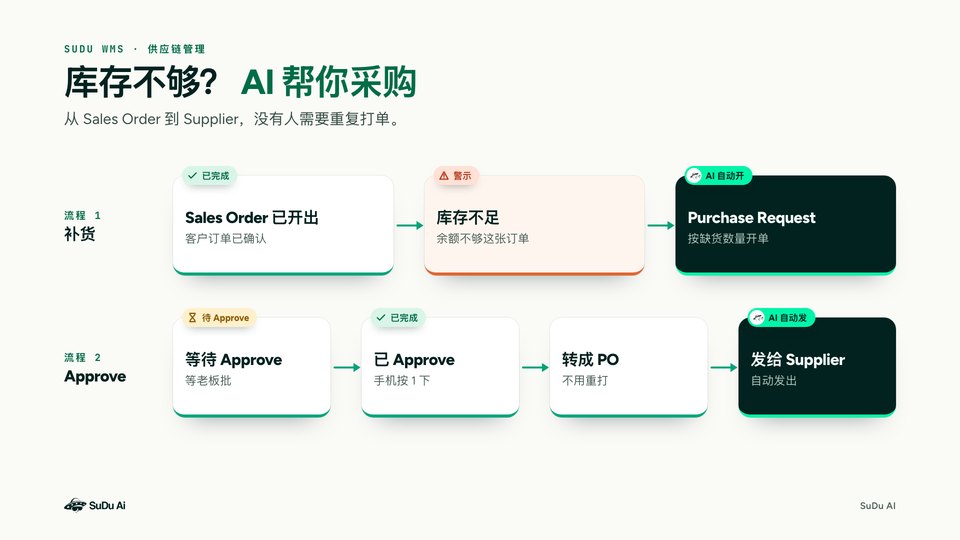 SUDU WMS · 供应链管理
库存不够? AI 帮你采购
从 Sales Order 到 Supplier，没有人需要重复打单。
流程 1
补货
已完成
Sales Order 已开出
客户订单已确认
警示
库存不足
余额不够这张订单
AI 自动开
Purchase Request
按缺货数量开单
流程 2
Approve
待 Approve
等待 Approve
等老板批
已完成
已 Approve
手机按 1 下
转成 PO
不用重打
AI 自动发
发给 Supplier
自动发出
SuDu Ai
SuDu AI